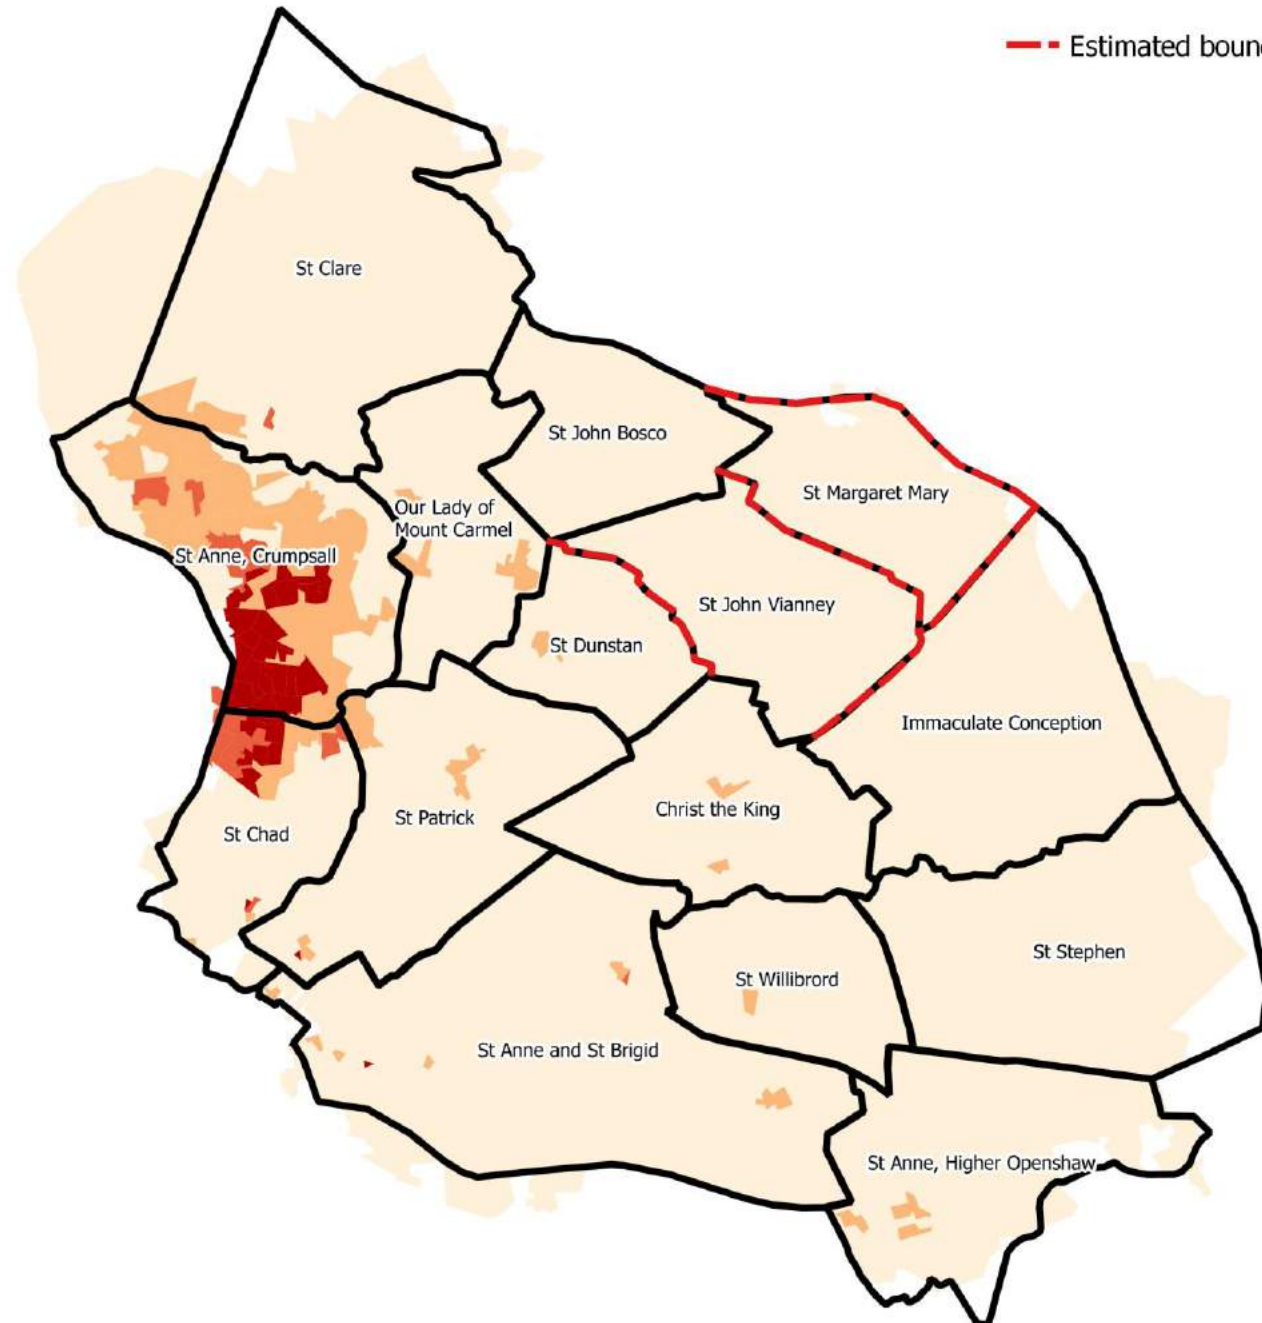 Estimated boun
St Clare
St John Bosco
St Margaret Mary
Our Lady of
Mount Carmel
St Anne, Crumpsall
St John Vianney
St Dunstan
Immaculate Conception
Christ the King
St Patrick
St Chad
St Stephen
St Willibrord
St Anne and St Brigid
St Anne, Higher Openshaw